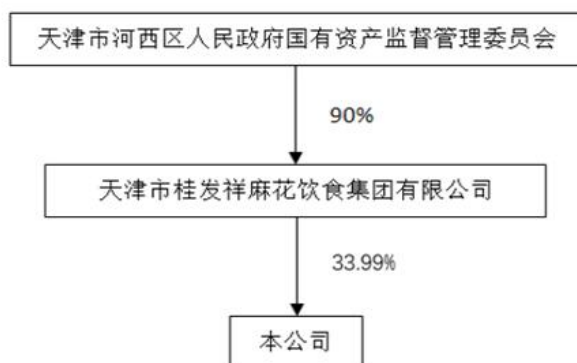 天津市河西区人民政府国有资产监督管理委员会
90%
天津市桂发祥麻花饮食集团有限公司
33.99%
本公司